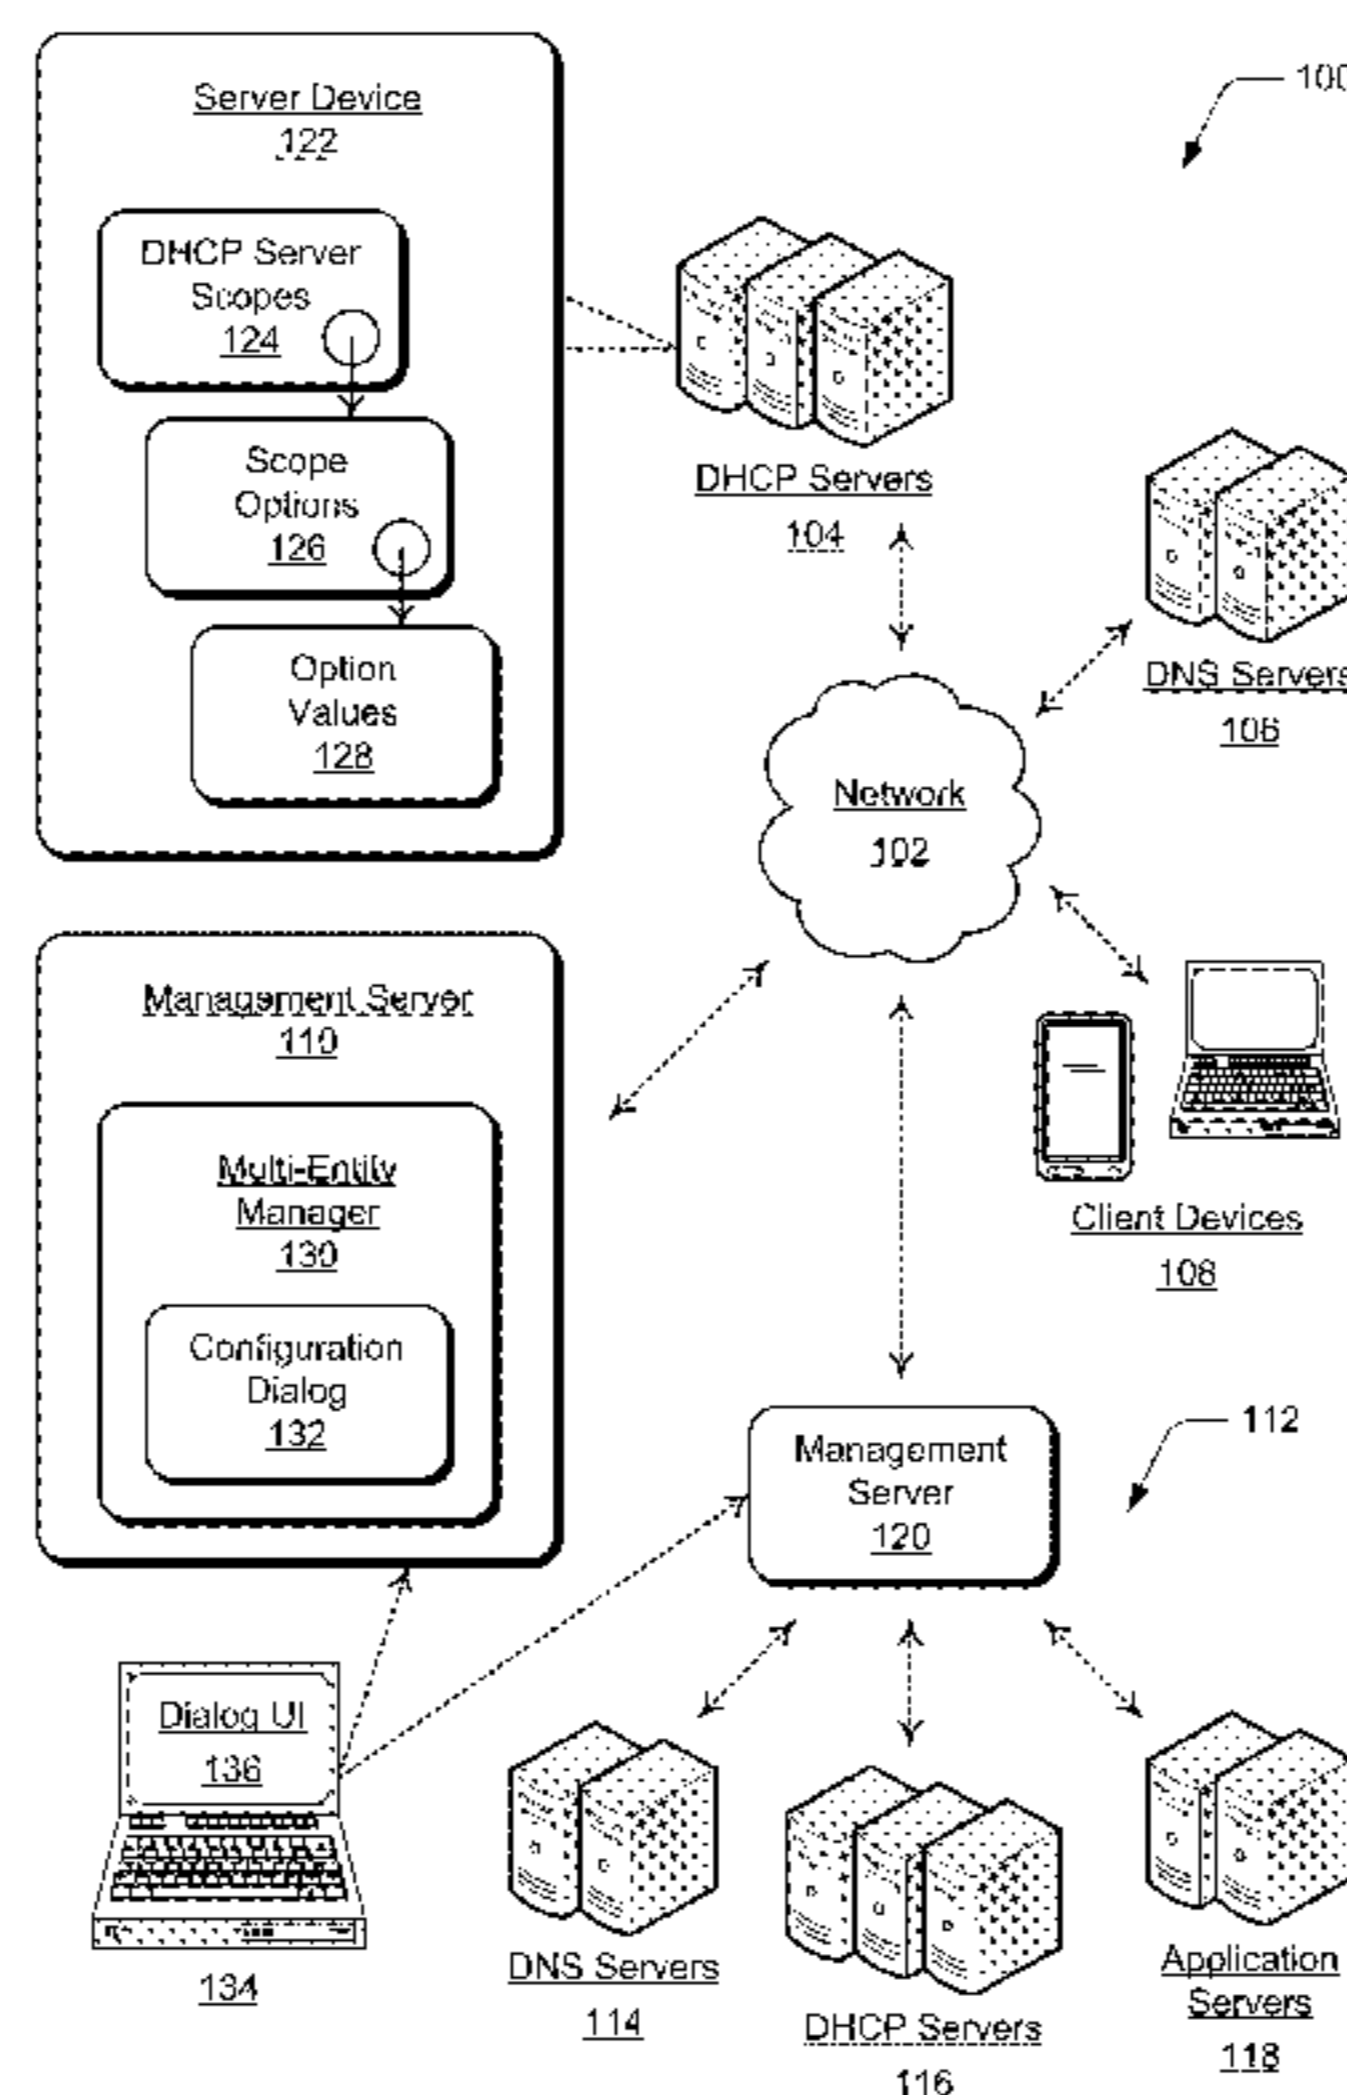 Server Device
122
DHCP Server
Scopes
124
Scope
Options
126
Option
Values
128
100
DHCP Servers
104
DNS Servers
106
Network
102
Client Devices
108
Management Server
110
Multi-Entity
Manager
130
Configuration
Dialog
132
112
Management
Server
120
Dialog UI
136
134
DNS Servers
114
DHCP Servers
116
Application
Servers
118